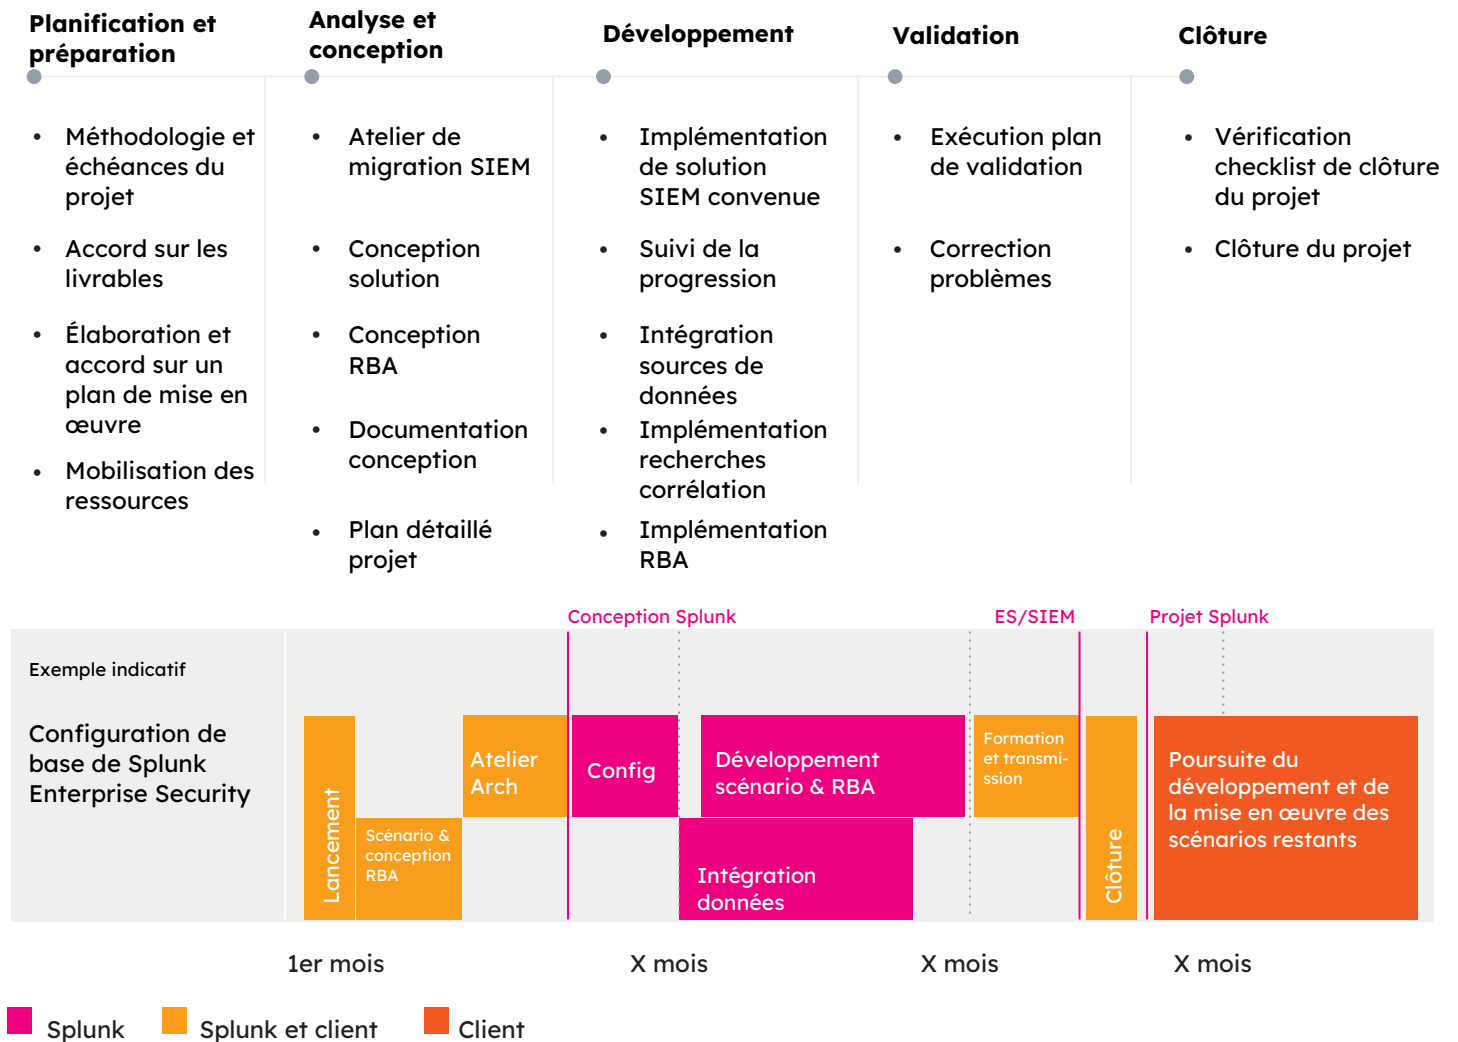 Planification et
préparation
Analyse et
conception
Développement
Validation
Clôture
• Méthodologie et
échéances du
projet
• Accord sur les
livrables
• Élaboration et
accord sur un
plan de mise en
œuvre
• Mobilisation des
ressources
• Atelier de
migration SIEM
• Conception
solution
• Conception
RBA
• Documentation
conception
• Plan détaillé
projet
• Implémentation
de solution
SIEM convenue
• Suivi de la
progression
• Intégration
sources de
données
• Implémentation
recherches
corrélation
• Implémentation
RBA
• Exécution plan
de validation
• Correction
problèmes
• Vérification
checklist de clôture
du projet
• Clôture du projet
Conception Splunk
ES/SIEM
Projet Splunk
Exemple indicatif
Configuration de
base de Splunk
Enterprise Security
Lancement
Scénario &
conception
RBA
Atelier
Arch
Config
Développement
scénario & RBA
Intégration
données
Formation
et transmi-
ssion
Clôture
Poursuite du
développement et de
la mise en œuvre des
scénarios restants
1er mois
X mois
X mois
X mois
Splunk
Splunk et client
Client